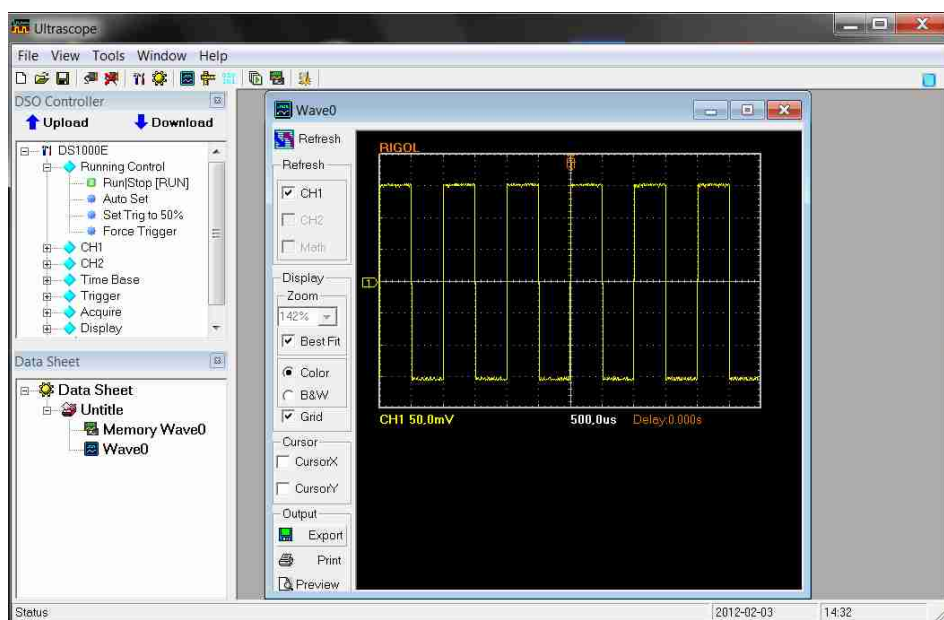 Ultrascope
File View Tools Window Help
DSO Controller
Upload Download
DS1000E
Running Control
Run|Stop [RUN]
Auto Set
Set Trig to 50%
Force Trigger
CH1
CH2
Time Base
Trigger
Acquire
Display
Data Sheet
Data Sheet
Untitle
Memory Wave0
Wave0
Wave0
Refresh
Refresh
CH1
CH2
Math
Display
Zoom
142%
Best Fit
Color
B&W
Grid
Cursor
CursorX
CursorY
Output
Export
Print
Preview
RIGOL
1
CH1 50.0mV 500.0us Delay:0.000s
Status 2012-02-03 14:32